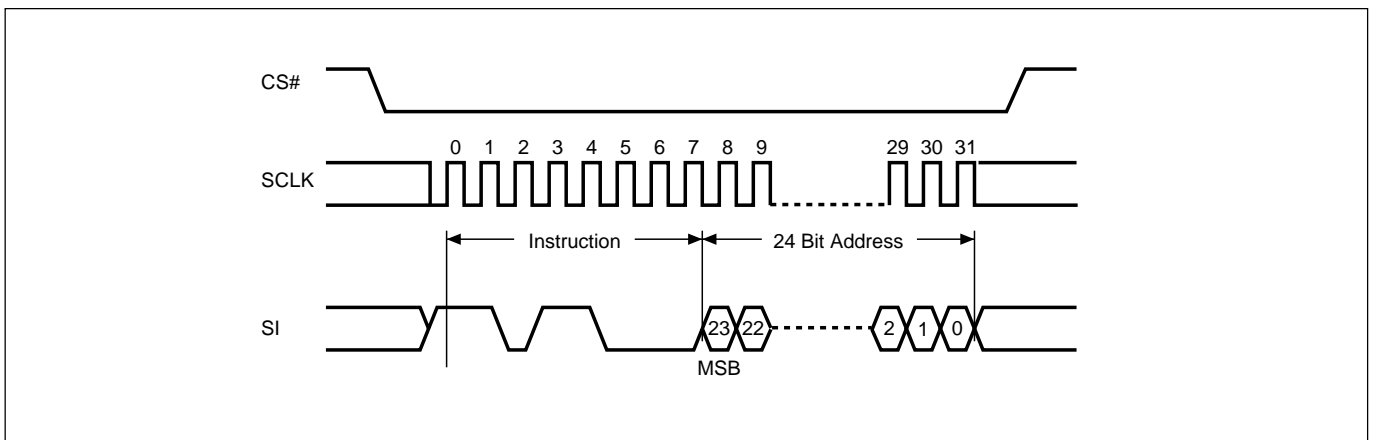 CS#
0 1 2 3 4 5 6 7 8 9 29 30 31
SCLK
Instruction 24 Bit Address
SI 23 22 2 1 0
MSB